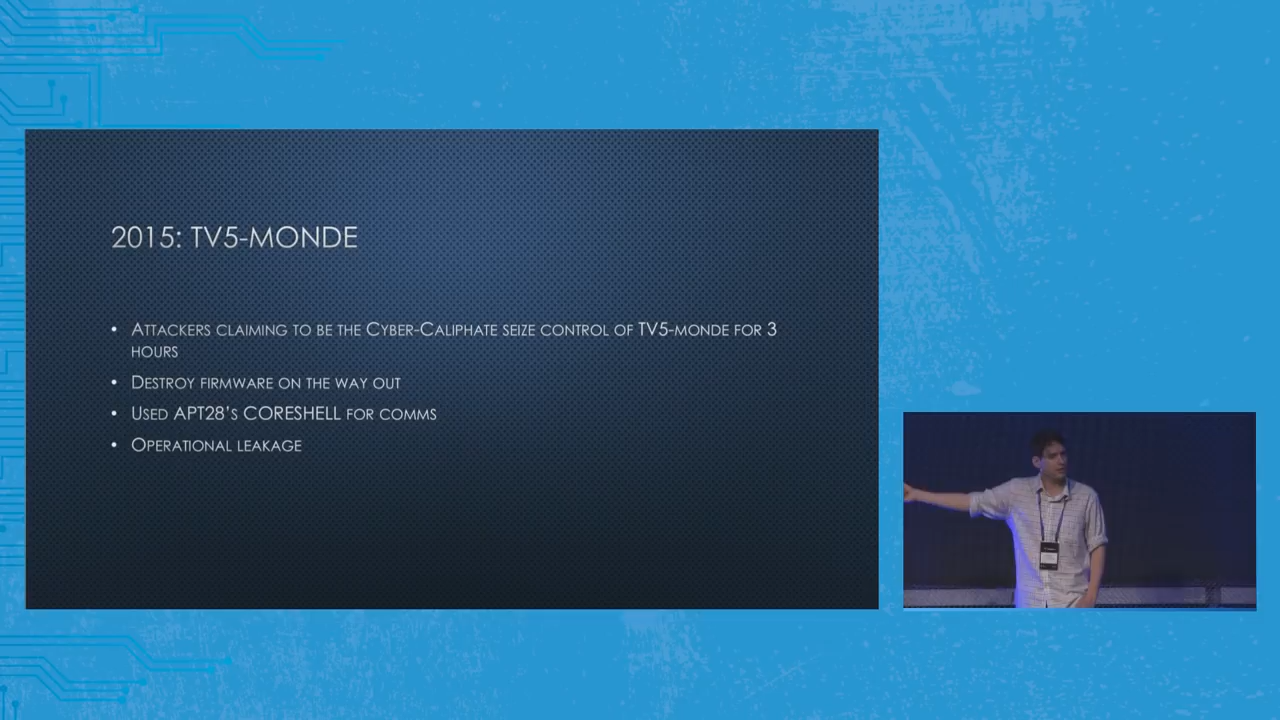 2015: TV5-MONDE
• Attackers claiming to be the Cyber-Caliphate seize control of TV5-monde for 3
hours
• Destroy firmware on the way out
• Used APT28's CORESHELL for comms
• Operational leakage